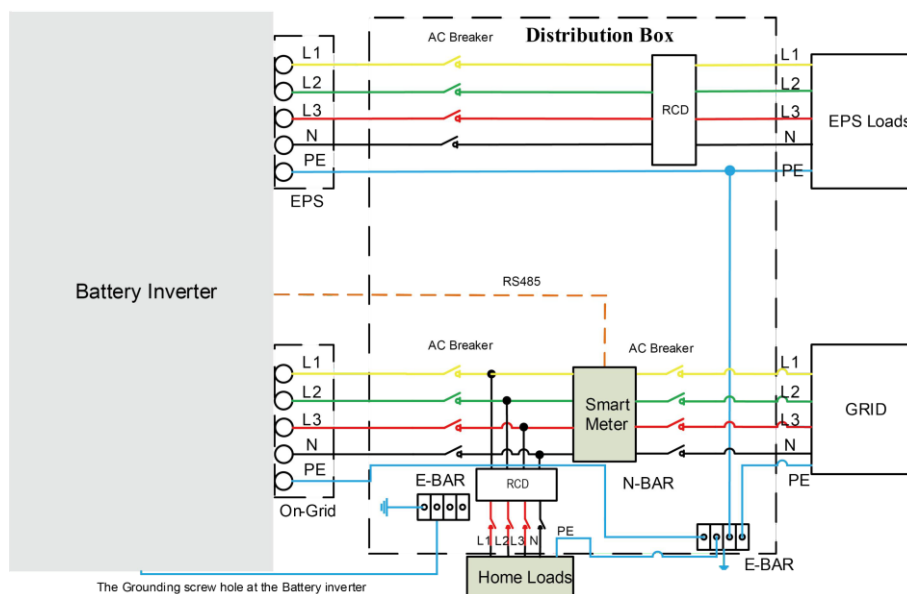 Distribution Box
AC Breaker
L1
L2
L3
N
PE
EPS
RCD
L1
L2
L3
N
PE
EPS Loads
Battery Inverter
RS485
AC Breaker
AC Breaker
L1
L2
L3
N
PE
On-Grid
Smart
Meter
L1
L2
L3
N
PE
GRID
E-BAR
RCD
N-BAR
L1
L2
L3
N
PE
Home Loads
E-BAR
The Grounding screw hole at the Battery inverter